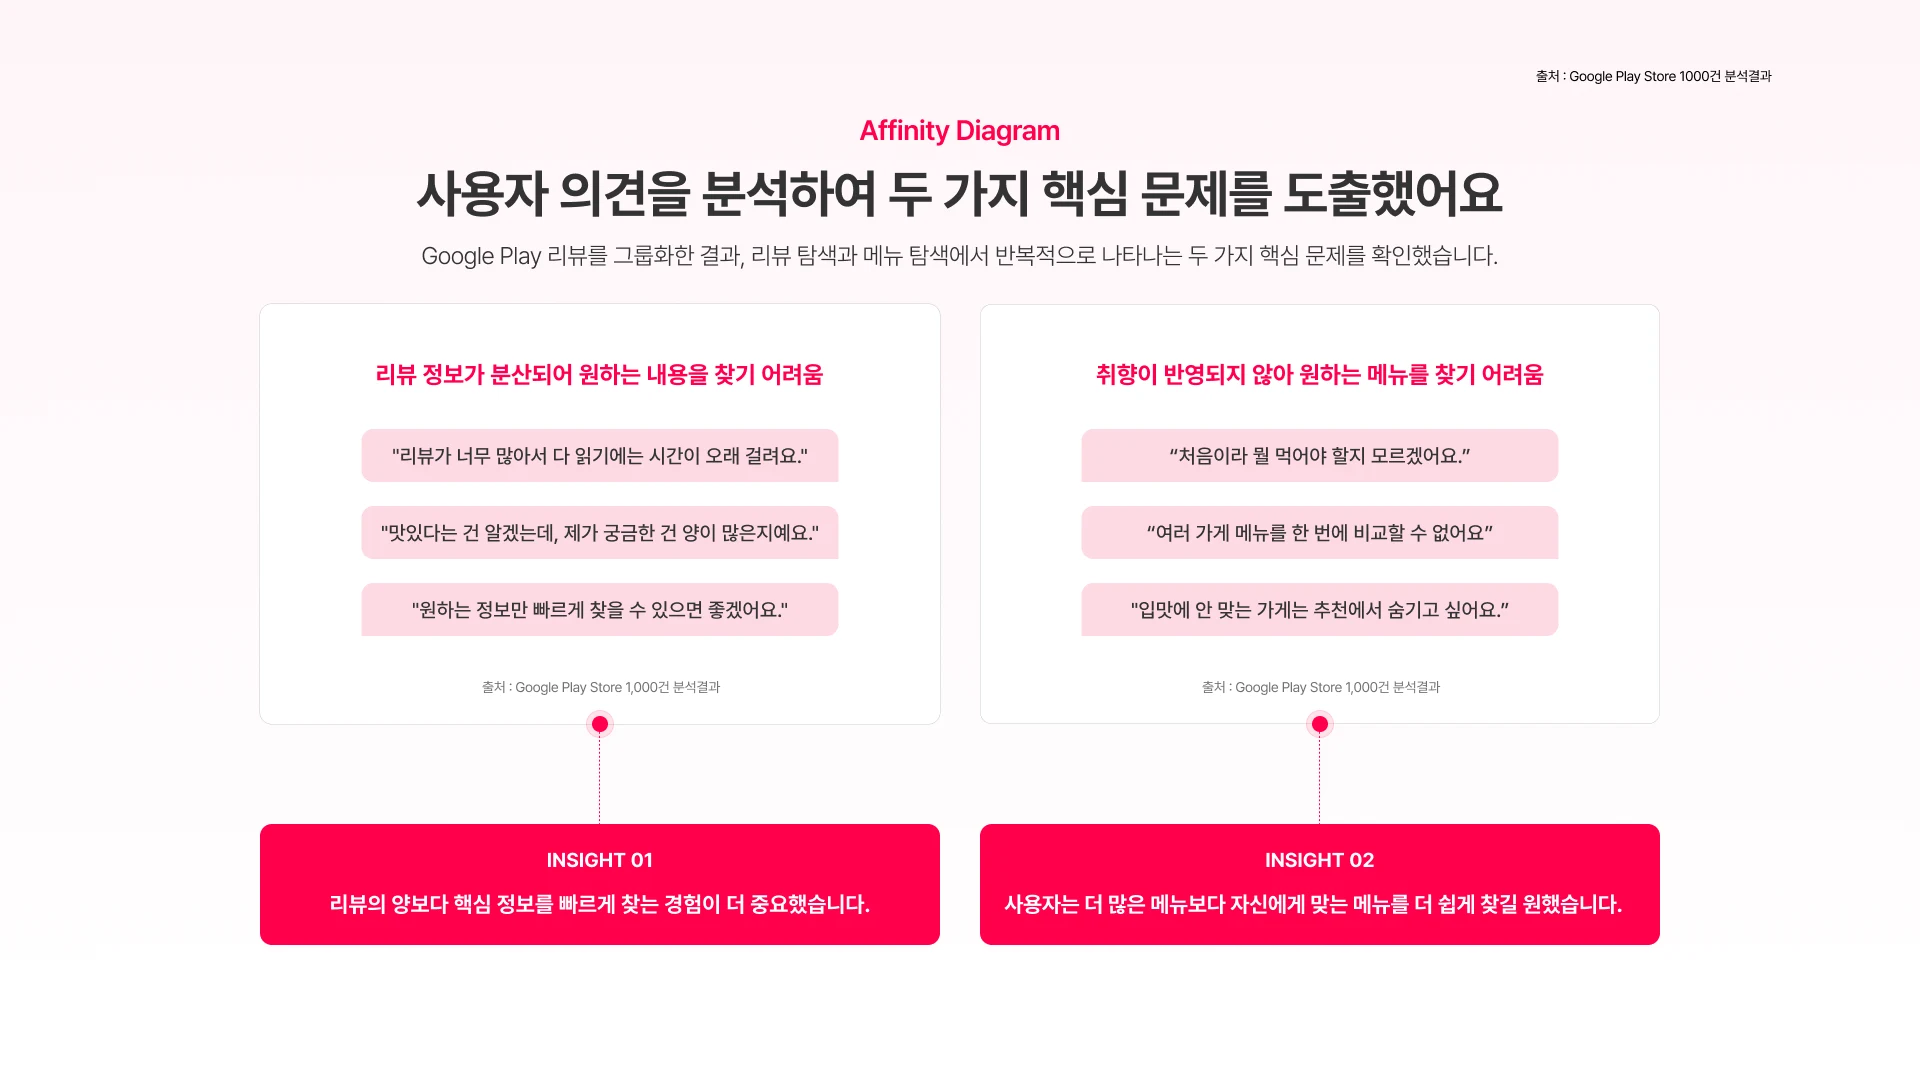 출처 : Google Play Store 1000건 분석결과
Affinity Diagram
사용자 의견을 분석하여 두 가지 핵심 문제를 도출했어요
Google Play 리뷰를 그룹화한 결과, 리뷰 탐색과 메뉴 탐색에서 반복적으로 나타나는 두 가지 핵심 문제를 확인했습니다.
리뷰 정보가 분산되어 원하는 내용을 찾기 어려움
"리뷰가 너무 많아서 다 읽기에는 시간이 오래 걸려요."
"맛있다는 건 알겠는데, 제가 궁금한 건 양이 많은지예요."
"원하는 정보만 빠르게 찾을 수 있으면 좋겠어요."
출처 : Google Play Store 1,000건 분석결과
취향이 반영되지 않아 원하는 메뉴를 찾기 어려움
“처음이라 뭘 먹어야 할지 모르겠어요.”
“여러 가게 메뉴를 한 번에 비교할 수 없어요”
"입맛에 안 맞는 가게는 추천에서 숨기고 싶어요.”
출처 : Google Play Store 1,000건 분석결과
INSIGHT 01
리뷰의 양보다 핵심 정보를 빠르게 찾는 경험이 더 중요했습니다.
INSIGHT 02
사용자는 더 많은 메뉴보다 자신에게 맞는 메뉴를 더 쉽게 찾길 원했습니다.